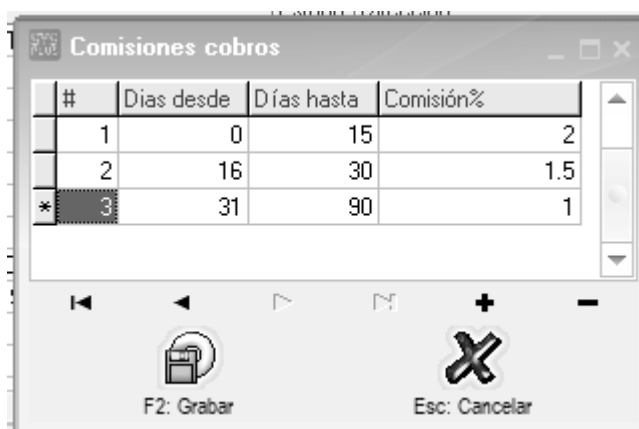 Comisiones cobros
# Dias desde Días hasta Comisión%
1 0 15 2
2 16 30 1.5
* 3 31 90 1
F2: Grabar Esc: Cancelar